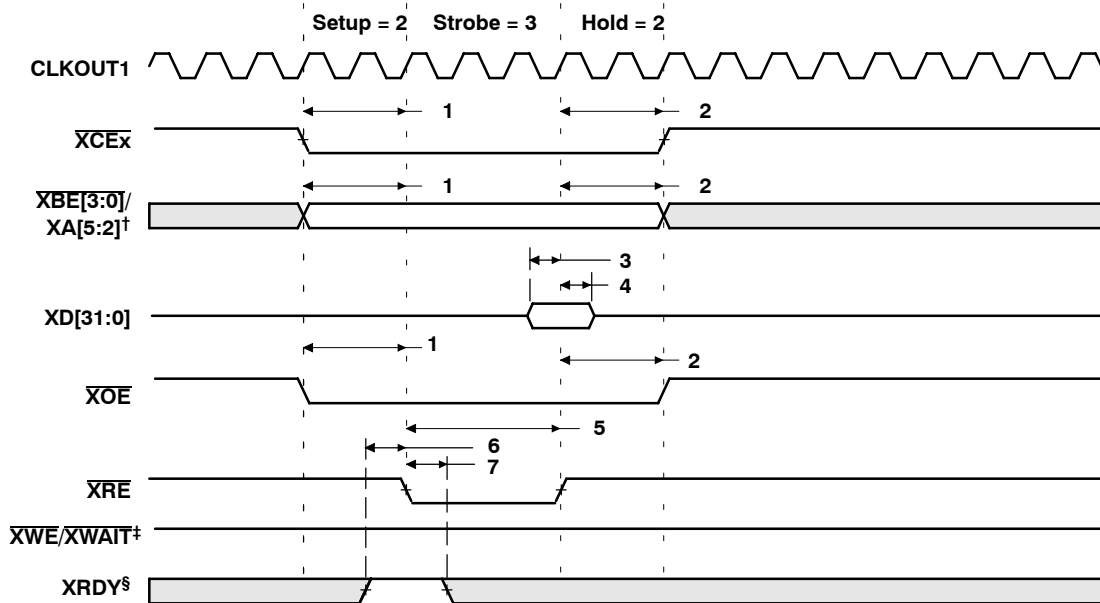 Setup = 2 Strobe = 3 Hold = 2
CLKOUT1
1 2
XCEx
1 2
XBE[3:0]/
XA[5:2]†
3
4
XD[31:0]
1
2
XOE
5
6
7
XRE
XWE/XWAIT‡
XRDY§